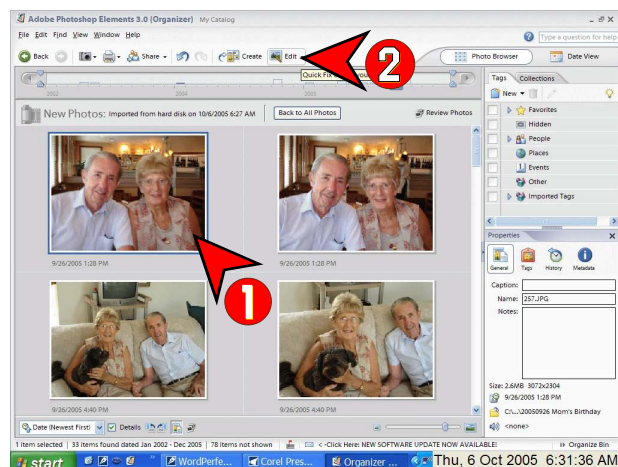 Adobe Photoshop Elements 3.0 (Organizer) My Catalog
File Edit Find View Window Help
Type a question for help
Back Share Create Edit Photo Browser Date View
2
Quick Fix
2002 2004 2005
Tags Collections
New
New Photos: Imported from hard disk on 10/6/2005 6:27 AM Back to All Photos Review Photos
Favorites
Hidden
People
Places
Events
Other
Imported Tags
Properties
9/26/2005 1:28 PM 9/26/2005 1:28 PM
General Tags History Metadata
1
Caption:
Name: 257.JPG
Notes:
Size: 2.6MB 3072x2304
9/26/2005 1:28 PM
9/26/2005 4:40 PM 9/26/2005 4:40 PM
C:\...\20050926 Mom's Birthday
Date (Newest First) Details <none>
1 item selected | 33 items found dated Jan 2002 - Dec 2005 | 78 items not shown < -Click Here: NEW SOFTWARE UPDATE NOW AVAILABLE! Organize Bin
start WordPerfe... Corel Pres... Organizer ... Thu, 6 Oct 2005 6:31:36 AM